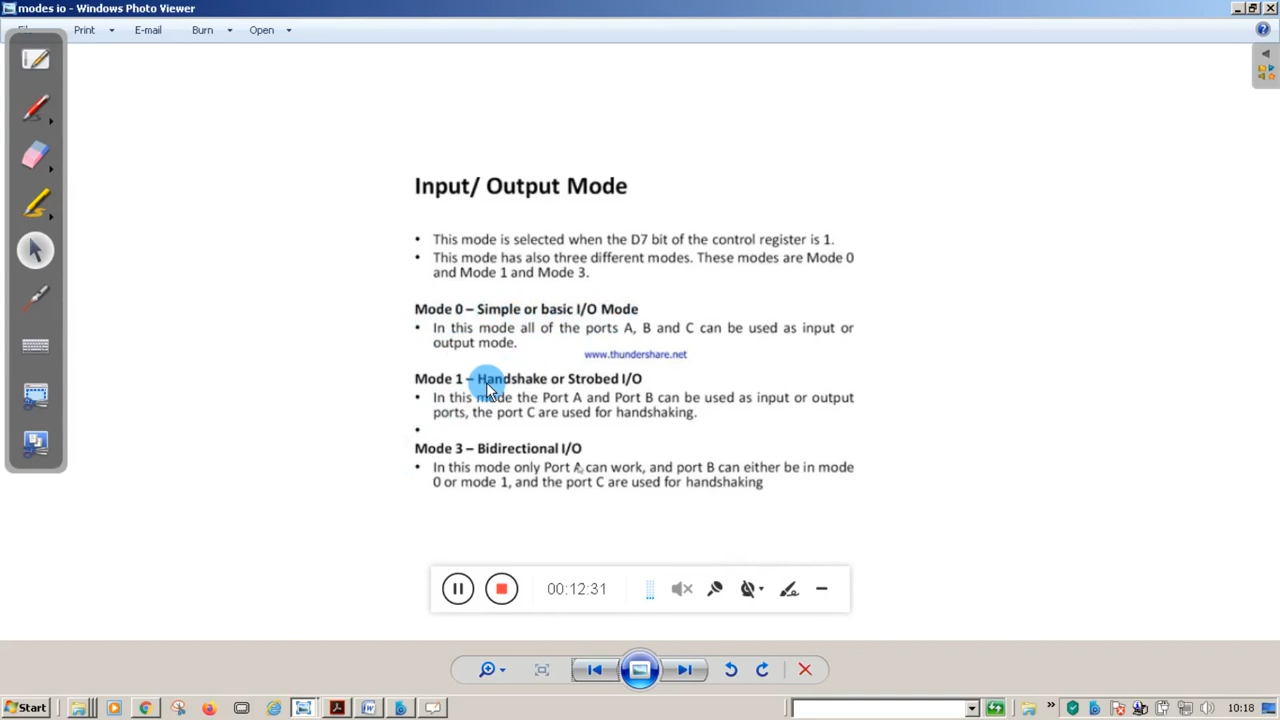 modes io - Windows Photo Viewer
Print
E-mail
Burn
Open
Input/ Output Mode
• This mode is selected when the D7 bit of the control register is 1.
• This mode has also three different modes. These modes are Mode 0
and Mode 1 and Mode 3.
Mode 0 – Simple or basic I/O Mode
• In this mode all of the ports A, B and C can be used as input or
output mode.
www.thundershare.net
Mode 1 – Handshake or Strobed I/O
• In this mode the Port A and Port B can be used as input or output
ports, the port C are used for handshaking.
•
Mode 3 – Bidirectional I/O
• In this mode only Port A can work, and port B can either be in mode
0 or mode 1, and the port C are used for handshaking
00:12:31
Start
10:18